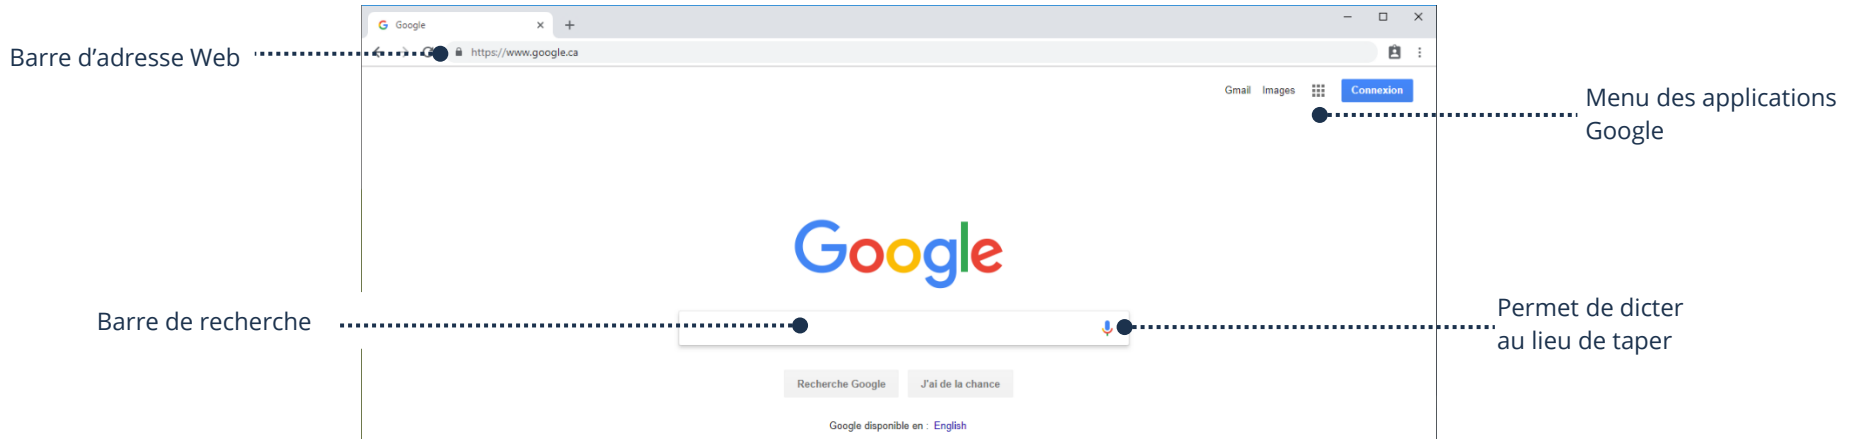 Google
https://www.google.ca
Barre d’adresse Web
Gmail Images
Connexion
Menu des applications
Google
Google
Barre de recherche
Permet de dicter
au lieu de taper
Recherche Google
J'ai de la chance
Google disponible en : English